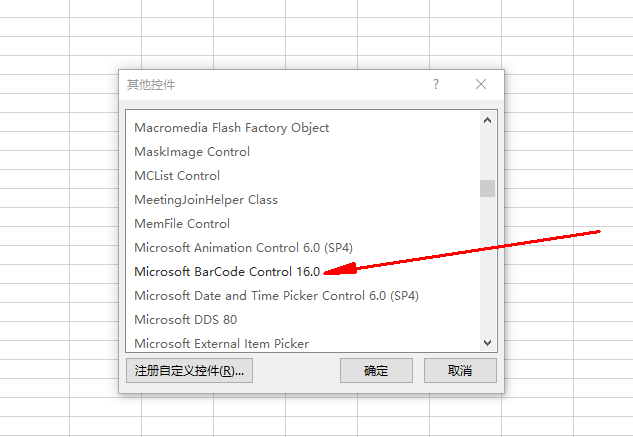 其他控件
?
Macromedia Flash Factory Object
MaskImage Control
MCList Control
MeetingJoinHelper Class
MemFile Control
Microsoft Animation Control 6.0 (SP4)
Microsoft BarCode Control 16.0
Microsoft Date and Time Picker Control 6.0 (SP4)
Microsoft DDS 80
Microsoft External Item Picker
注册自定义控件(R)... 确定 取消